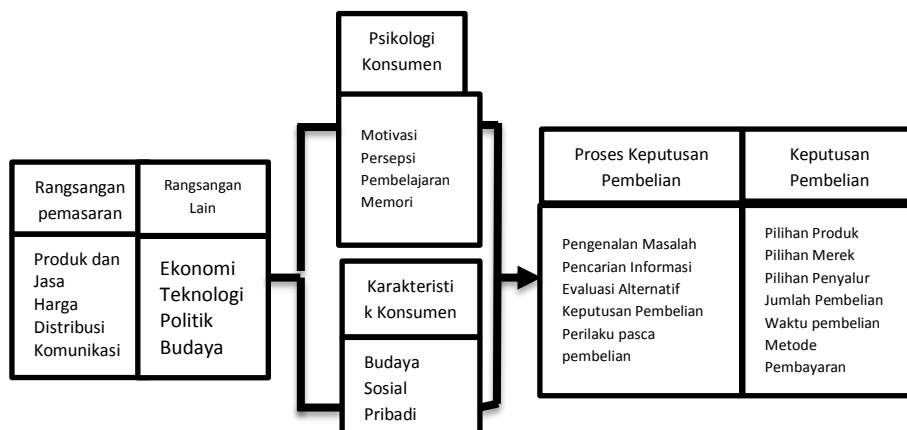 Rangsangan
pemasaran
Produk dan
Jasa
Harga
Distribusi
Komunikasi
Rangsangan
Lain
Ekonomi
Teknologi
Politik
Budaya
Psikologi
Konsumen
Motivasi
Persepsi
Pembelajaran
Memori
Karakteristi
k Konsumen
Budaya
Sosial
Pribadi
Proses Keputusan
Pembelian
Pengenalan Masalah
Pencarian Informasi
Evaluasi Alternatif
Keputusan Pembelian
Perilaku pasca
pembelian
Keputusan
Pembelian
Pilihan Produk
Pilihan Merek
Pilihan Penyalur
Jumlah Pembelian
Waktu pembelian
Metode
Pembayaran